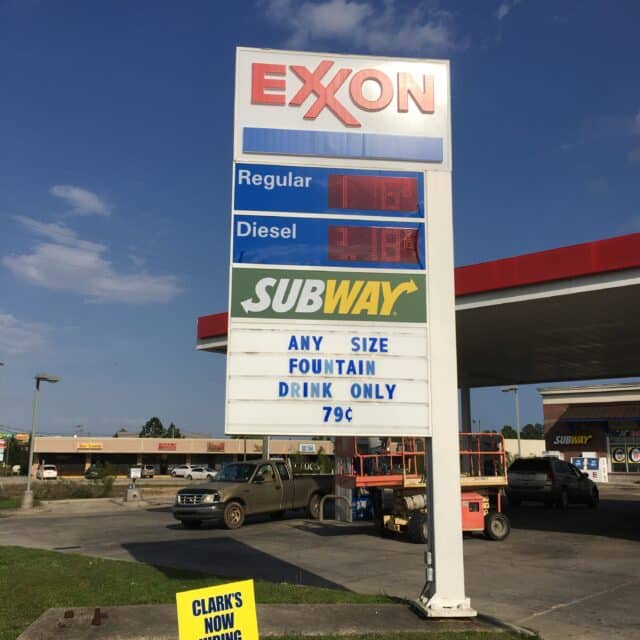 EXXON
Regular
Diesel
SUBWAY
ANY SIZE
FOUNTAIN
DRINK ONLY
79¢
SUBWAY
CLARK'S
NOW